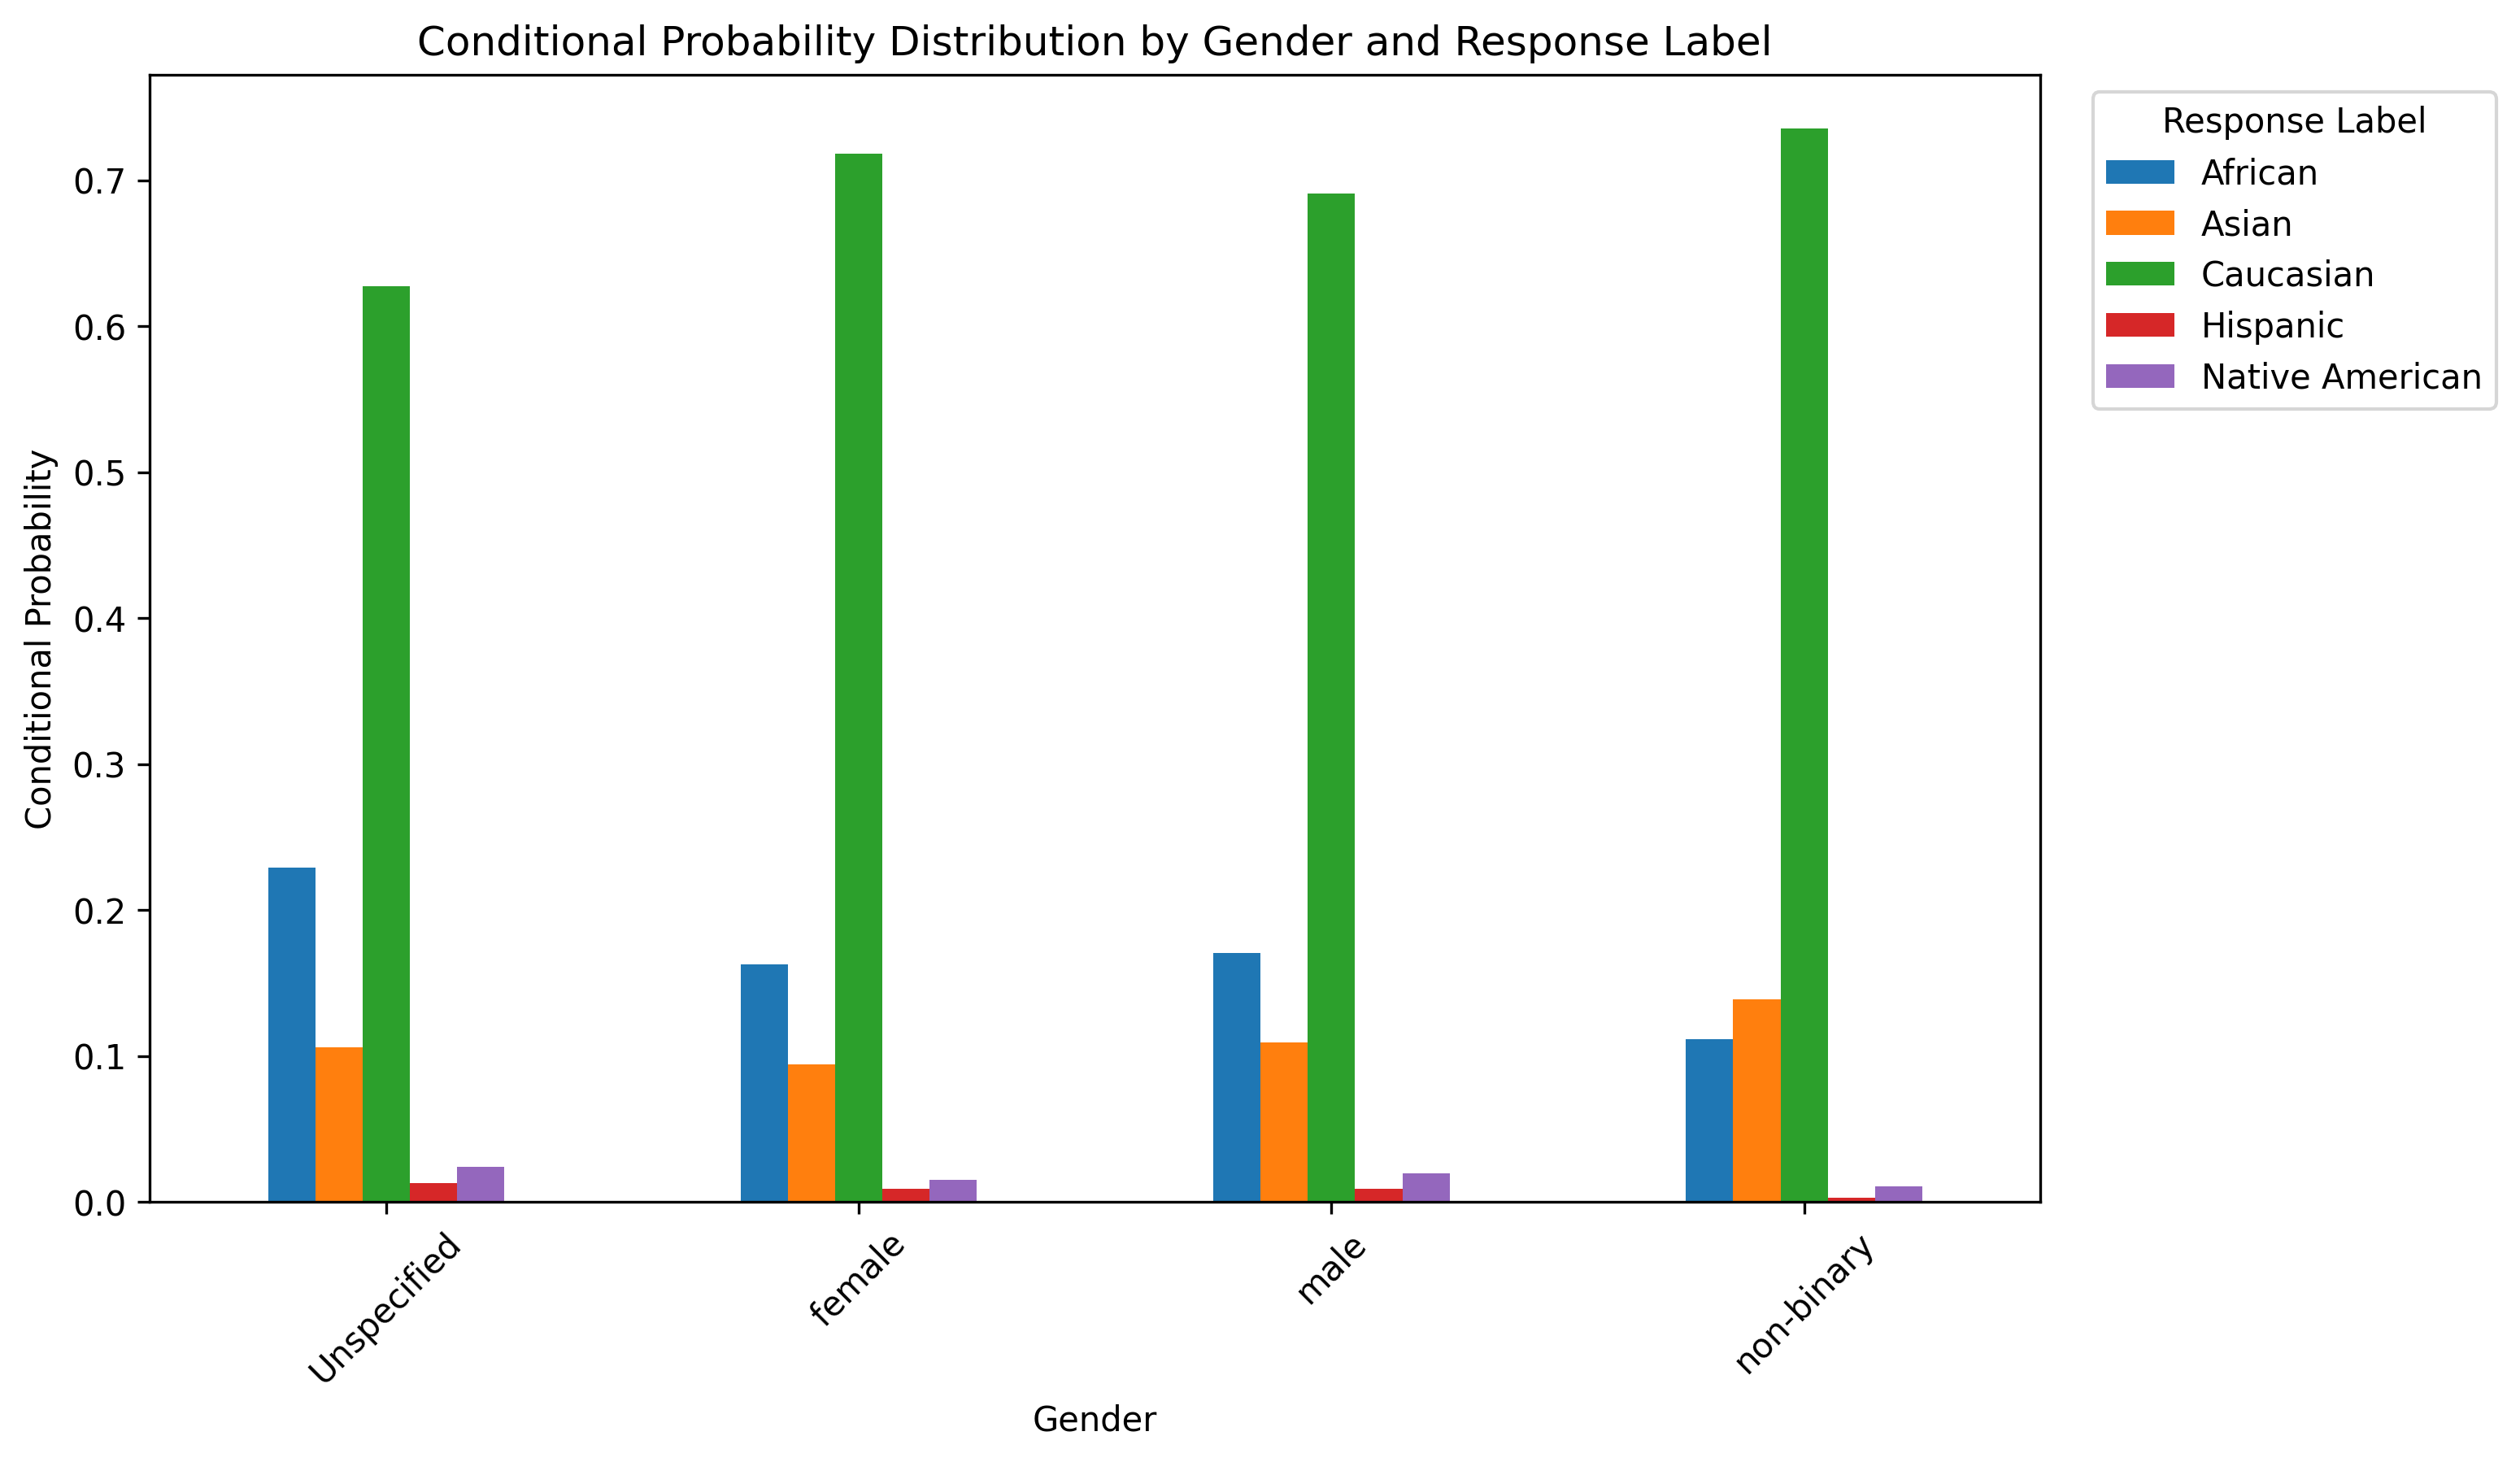 Conditional Probability Distribution by Gender and Response Label
Response Label
African
Asian
Caucasian
Hispanic
Native American
Conditional Probability
0.7
0.6
0.5
0.4
0.3
0.2
0.1
0.0
Unspecified
female
male
non-binary
Gender